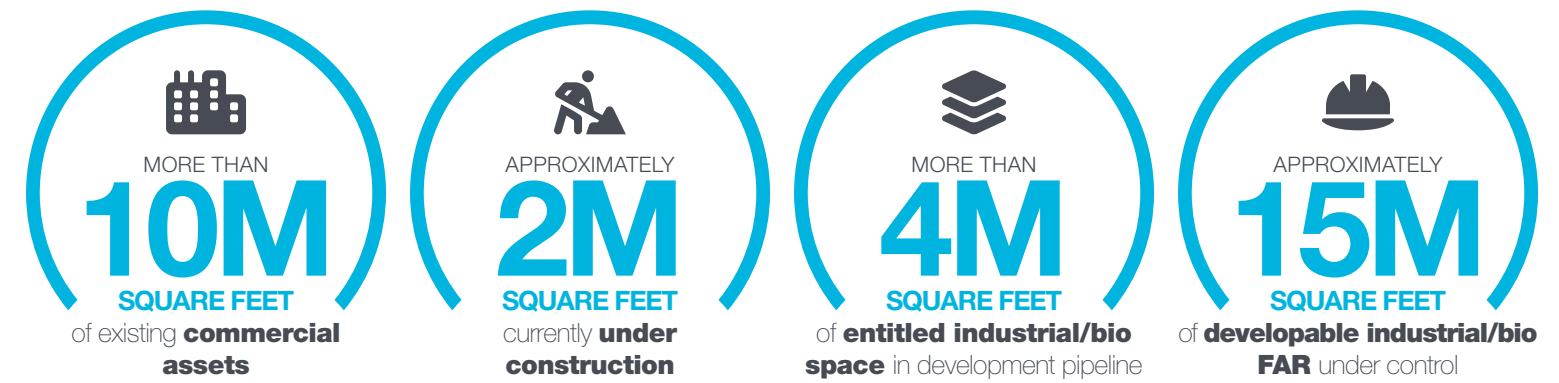 MORE THAN
10M
SQUARE FEET
of existing commercial
assets
APPROXIMATELY
2M
SQUARE FEET
currently under
construction
MORE THAN
4M
SQUARE FEET
of entitled industrial/bio
space in development pipeline
APPROXIMATELY
15M
SQUARE FEET
of developable industrial/bio
FAR under control